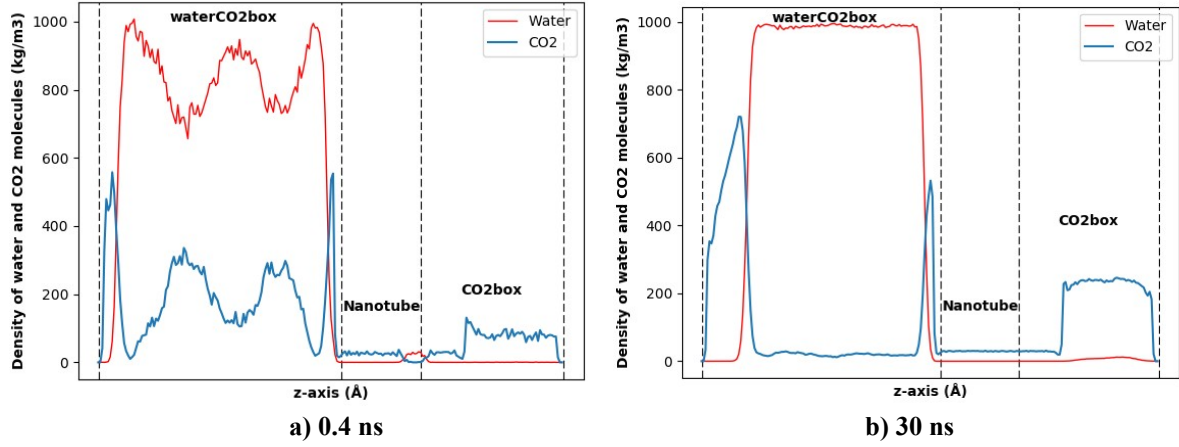 waterCO2box
Water
CO2
Density of water and CO2 molecules (kg/m3)
1000
800
600
400
200
0
Nanotube
CO2box
z-axis (Å)
a) 0.4 ns
waterCO2box
Water
CO2
Density of water and CO2 molecules (kg/m3)
1000
800
600
400
200
0
Nanotube
CO2box
z-axis (Å)
b) 30 ns